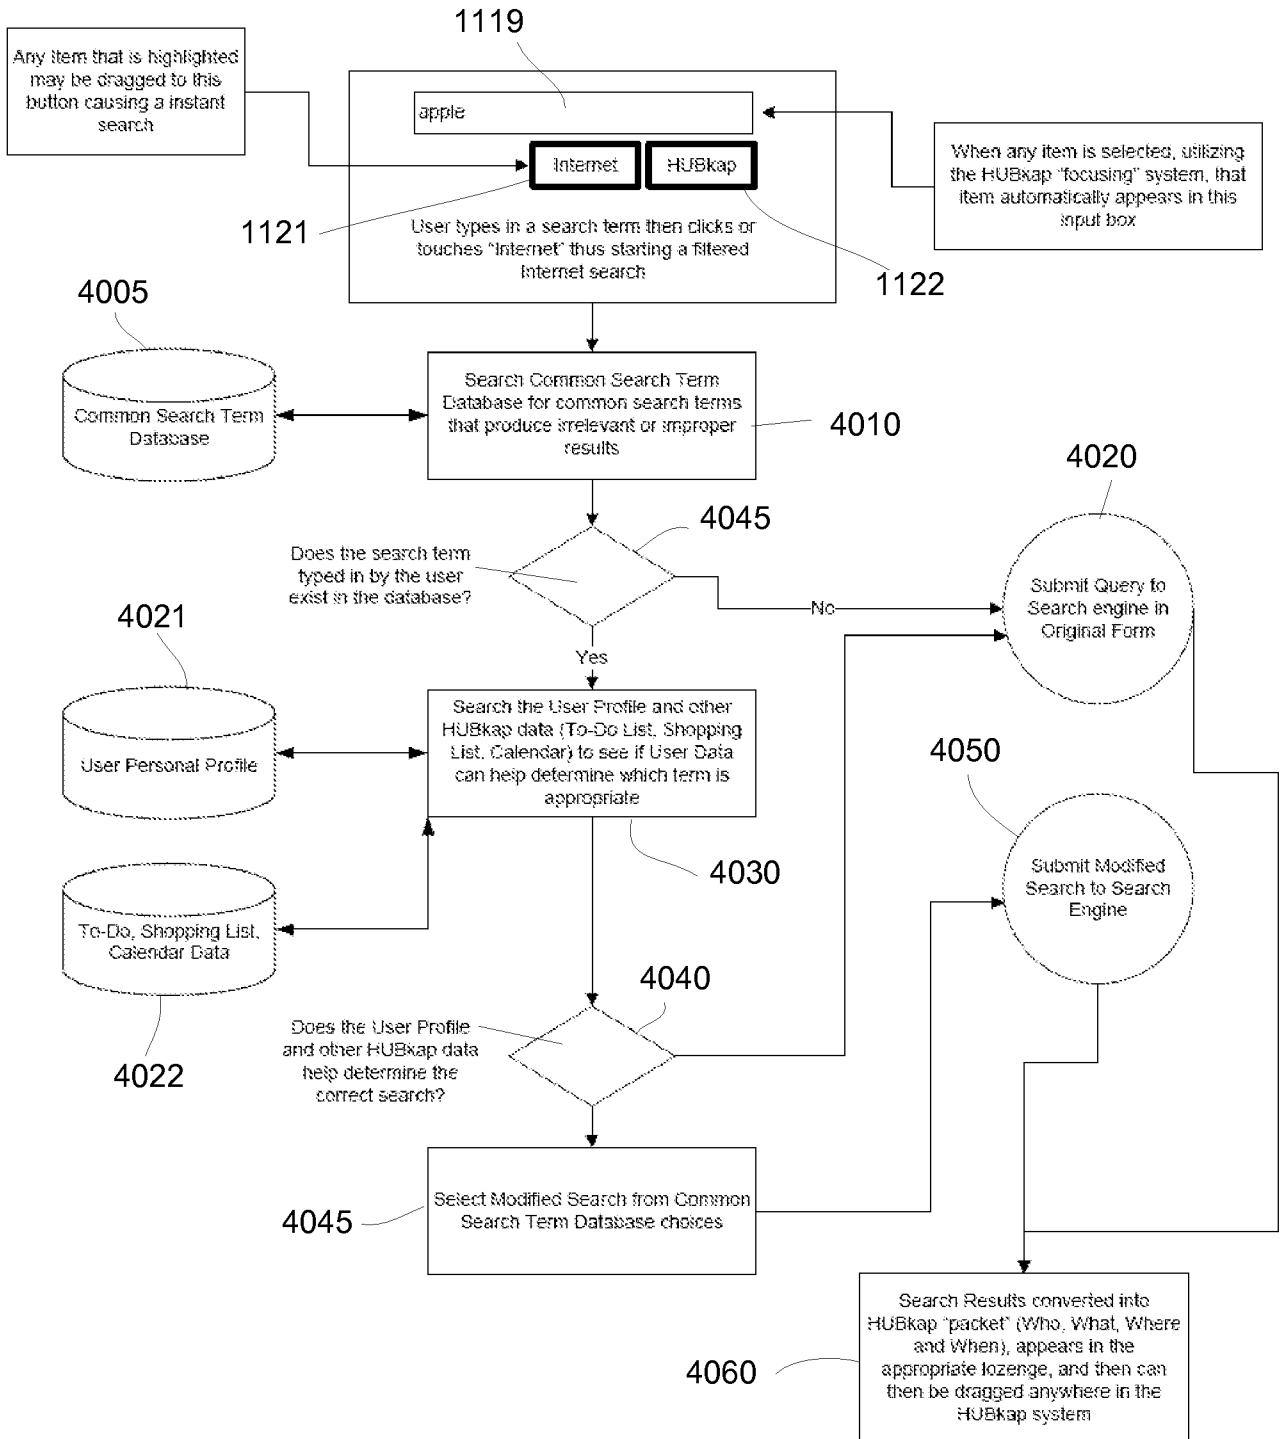 1119
Any item that is highlighted
may be dragged to this
button causing a instant
search
apple
Internet
HUBkap
When any item is selected, utilizing
the HUBkap "focusing" system, that
item automatically appears in this
input box
1121
User types in a search term then clicks or
touches "Internet" thus starting a filtered
Internet search
1122
4005
Common Search Term
Database
Search Common Search Term
Database for common search terms
that produce irrelevant or improper
results
4010
4020
4045
Does the search term
typed in by the user
exist in the database?
No
Submit Query to
Search engine in
Original Form
Yes
4021
User Personal Profile
Search the User Profile and other
HUBkap data (To-Do List, Shopping
List, Calendar) to see if User Data
can help determine which term is
appropriate
4050
4030
Submit Modified
Search to Search
Engine
To-Do, Shopping List,
Calendar Data
4022
4040
Does the User Profile
and other HUBkap data
help determine the
correct search?
4045
Select Modified Search from Common
Search Term Database choices
4060
Search Results converted into
HUBkap "packet" (Who, What, Where
and When), appears in the
appropriate lozenge, and then can
then be dragged anywhere in the
HUBkap system